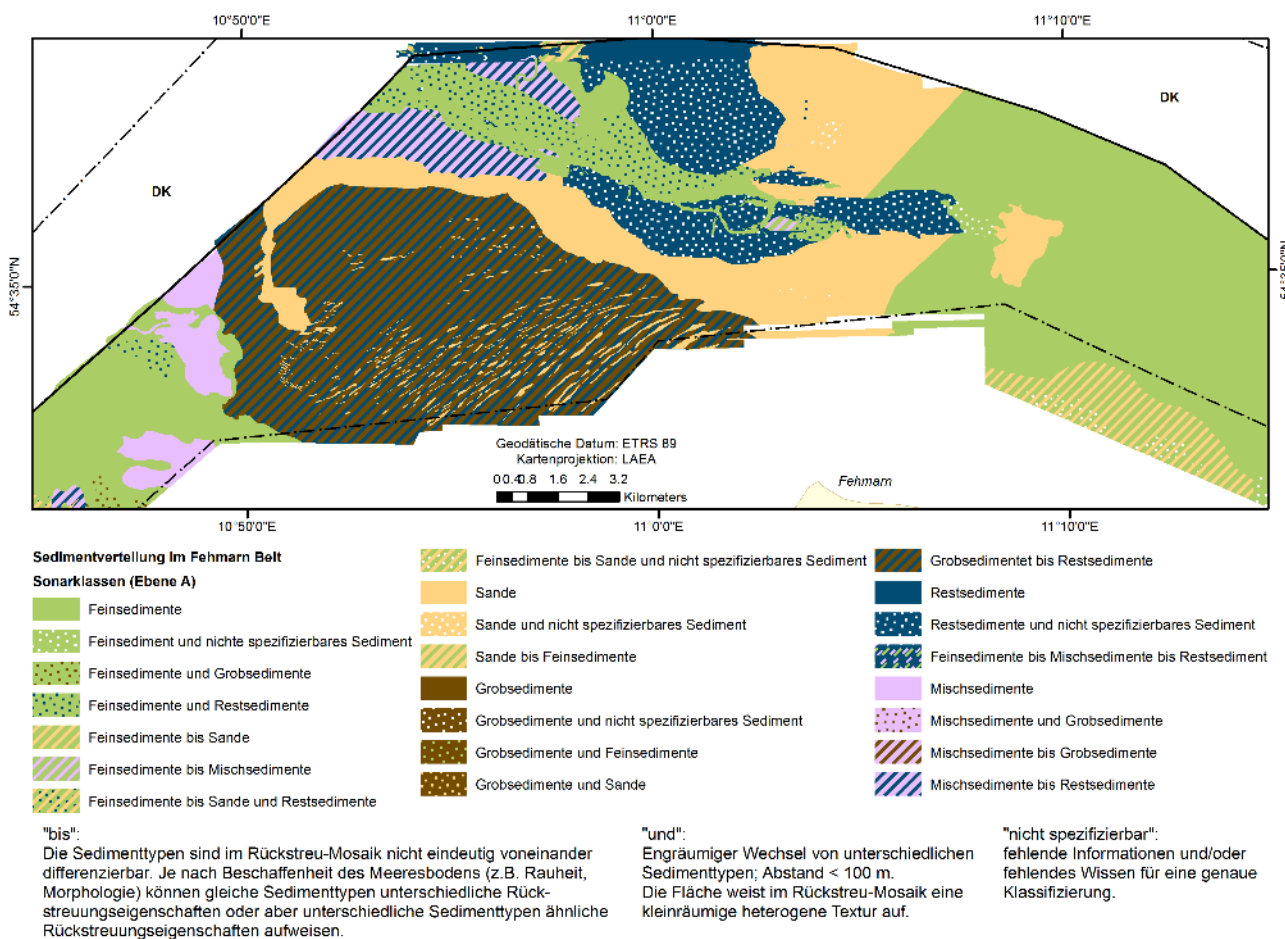 10°50'0"E
11°0'0"E
11°10'0"E
DK
DK
54°35'0"N
54°35'0"N
Geodätische Datum: ETRS 89
Kartenprojektion: LAEA
00.40.8 1.6 2.4 3.2
Kilometers
Fehmarn
10°50'0"E
11°0'0"E
11°10'0"E
Sedimentverteilung im Fehmarn Belt
Sonarklassen (Ebene A)
Feinsedimente
Feinsediment und nichte spezifizierbares Sediment
Feinsedimente und Grobsedimente
Feinsedimente und Restsedimente
Feinsedimente bis Sande
Feinsedimente bis Mischsedimente
Feinsedimente bis Sande und Restsedimente
Feinsedimente bis Sande und nicht spezifizierbares Sediment
Sande
Sande und nicht spezifizierbares Sediment
Sande bis Feinsedimente
Grobsedimente
Grobsedimente und nicht spezifizierbares Sediment
Grobsedimente und Feinsedimente
Grobsedimente und Sande
Grobsedimentet bis Restsedimente
Restsedimente
Restsedimente und nicht spezifizierbares Sediment
Feinsedimente bis Mischsedimente bis Restsediment
Mischsedimente
Mischsedimente und Grobsedimente
Mischsedimente bis Grobsedimente
Mischsedimente bis Restsedimente
"bis":
Die Sedimenttypen sind im Rückstreu-Mosaik nicht eindeutig voneinander
differenzierbar. Je nach Beschaffenheit des Meeresbodens (z.B. Rauheit,
Morphologie) können gleiche Sedimenttypen unterschiedliche Rück-
streuungseigenschaften oder aber unterschiedliche Sedimenttypen ähnliche
Rückstreuungseigenschaften aufweisen.
"und":
Engräumiger Wechsel von unterschiedlichen
Sedimenttypen; Abstand < 100 m.
Die Fläche weist im Rückstreu-Mosaik eine
kleinräumige heterogene Textur auf.
"nicht spezifizierbar":
fehlende Informationen und/oder
fehlendes Wissen für eine genaue
Klassifizierung.